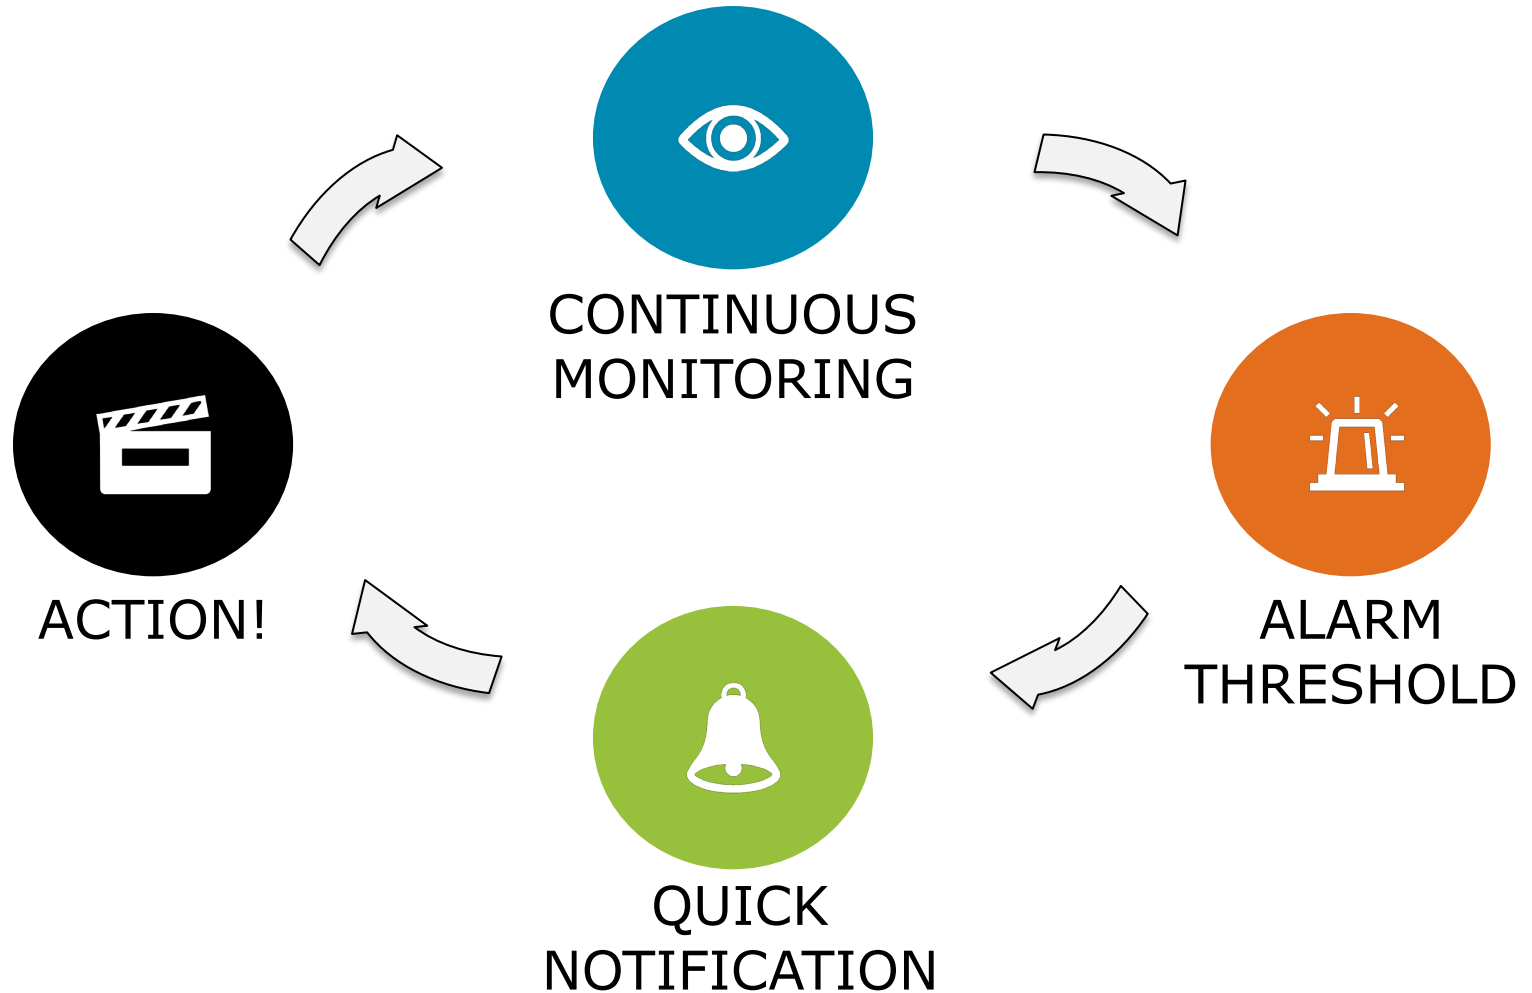 CONTINUOUS
MONITORING
ACTION!
ALARM
THRESHOLD
QUICK
NOTIFICATION